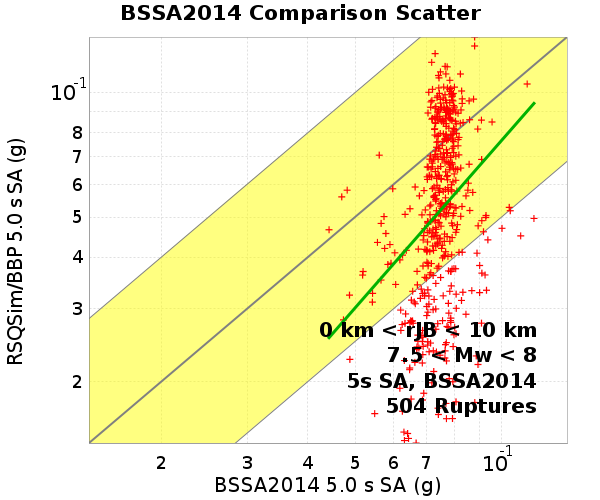 BSSA2014 Comparison Scatter
RSQSim/BBP 5.0 s SA (g)
10⁻¹
8
7
6
5
4
3
2
0 km < rJB < 10 km
7.5 < Mw < 8
5s SA, BSSA2014
504 Ruptures
2 3 4 5 6 7 10⁻¹
BSSA2014 5.0 s SA (g)